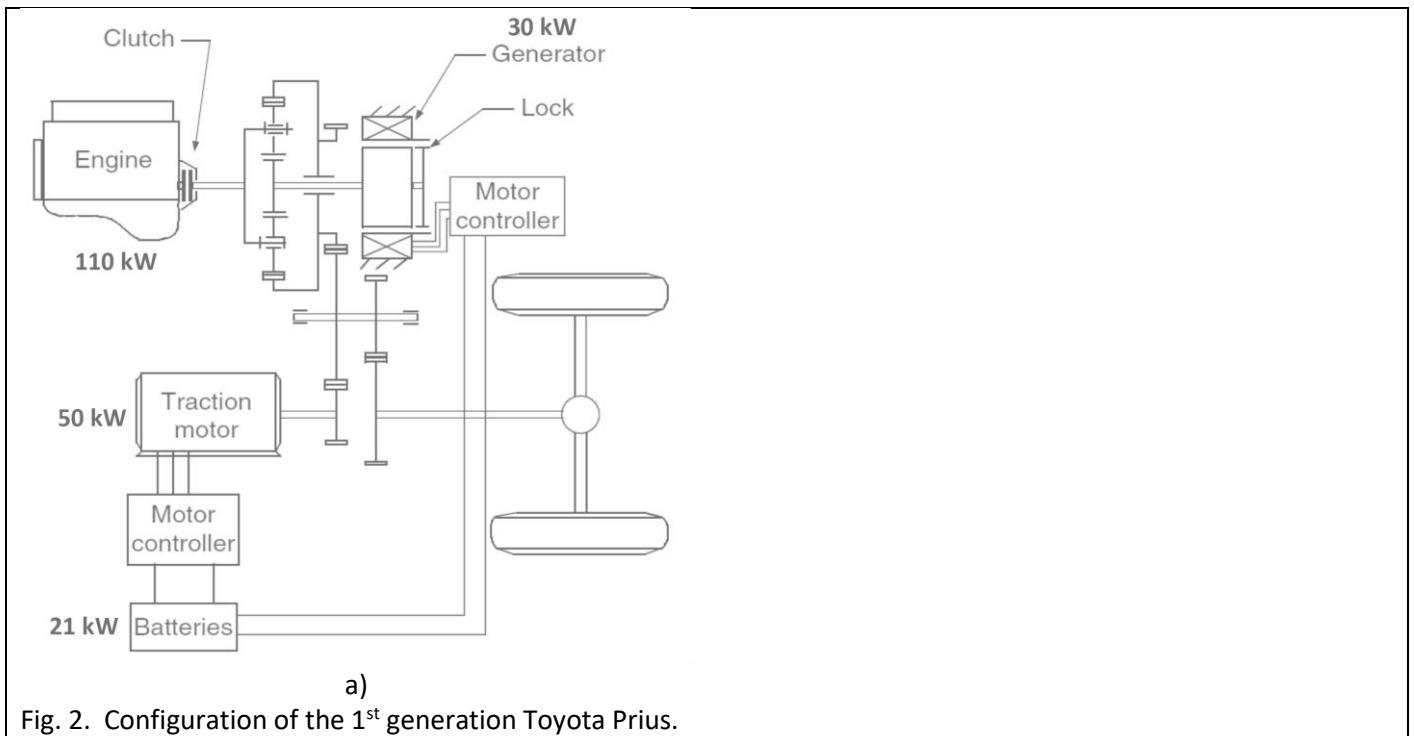 30 kW
Clutch
Generator
Lock
Engine
Motor
controller
110 kW
Traction
motor
50 kW
Motor
controller
21 kW
Batteries
a)
Fig. 2. Configuration of the 1st generation Toyota Prius.